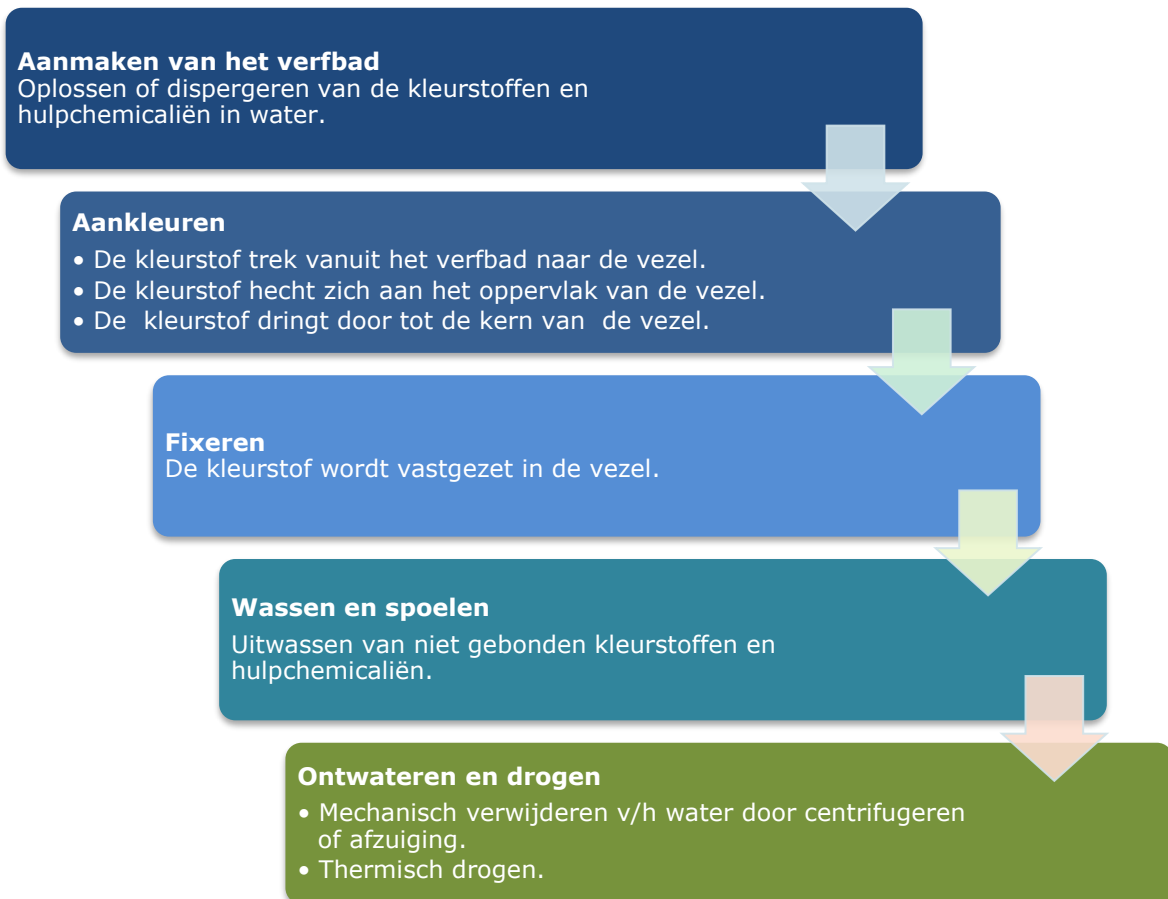 Aanmaken van het verfbad
Oplossen of dispergeren van de kleurstoffen en
hulpchemicaliën in water.
Aankleuren
• De kleurstof trek vanuit het verfbad naar de vezel.
• De kleurstof hecht zich aan het oppervlak van de vezel.
• De kleurstof dringt door tot de kern van de vezel.
Fixeren
De kleurstof wordt vastgezet in de vezel.
Wassen en spoelen
Uitwassen van niet gebonden kleurstoffen en
hulpchemicaliën.
Ontwateren en drogen
• Mechanisch verwijderen v/h water door centrifugeren
of afzuiging.
• Thermisch drogen.